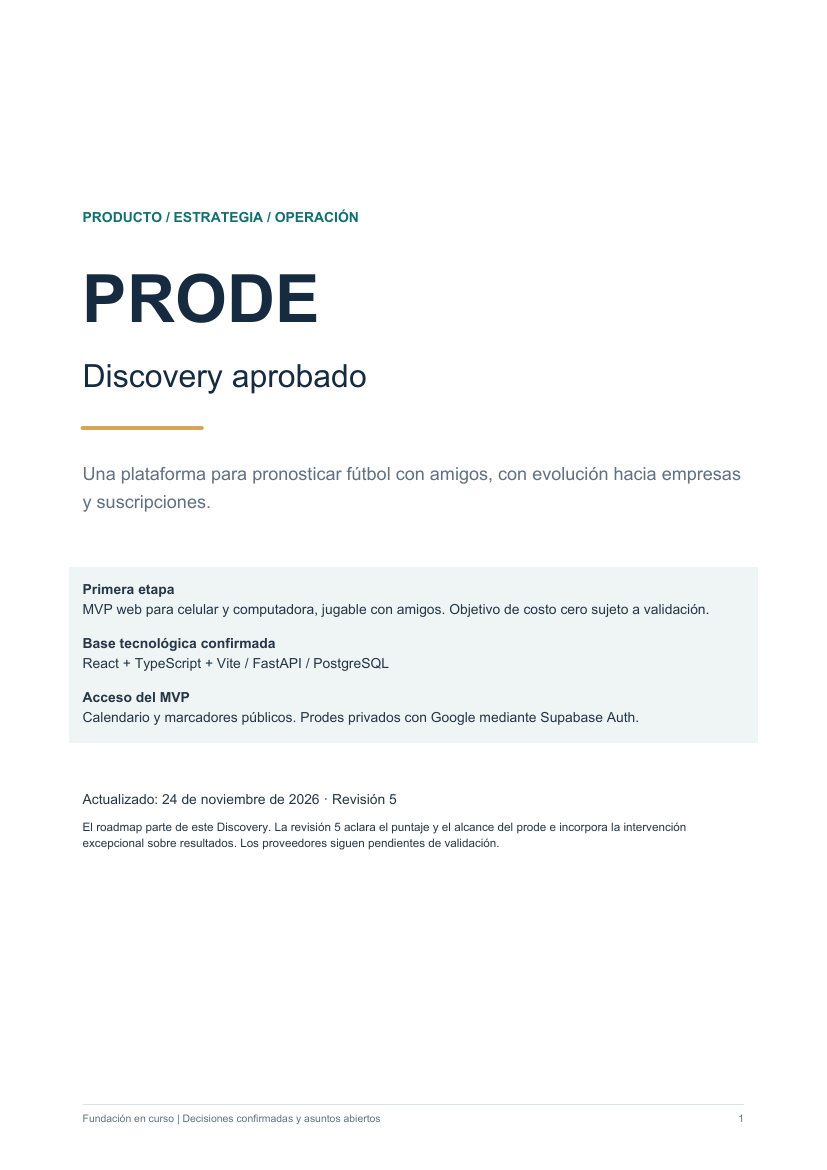 PRODUCTO / ESTRATEGIA / OPERACIÓN
PRODE
Discovery aprobado
Una plataforma para pronosticar fútbol con amigos, con evolución hacia empresas
y suscripciones.
Primera etapa
MVP web para celular y computadora, jugable con amigos. Objetivo de costo cero sujeto a validación.
Base tecnológica confirmada
React + TypeScript + Vite / FastAPI / PostgreSQL
Acceso del MVP
Calendario y marcadores públicos. Prodes privados con Google mediante Supabase Auth.
Actualizado: 24 de noviembre de 2026 · Revisión 5
El roadmap parte de este Discovery. La revisión 5 aclara el puntaje y el alcance del prode e incorpora la intervención
excepcional sobre resultados. Los proveedores siguen pendientes de validación.
Fundación en curso | Decisiones confirmadas y asuntos abiertos 1